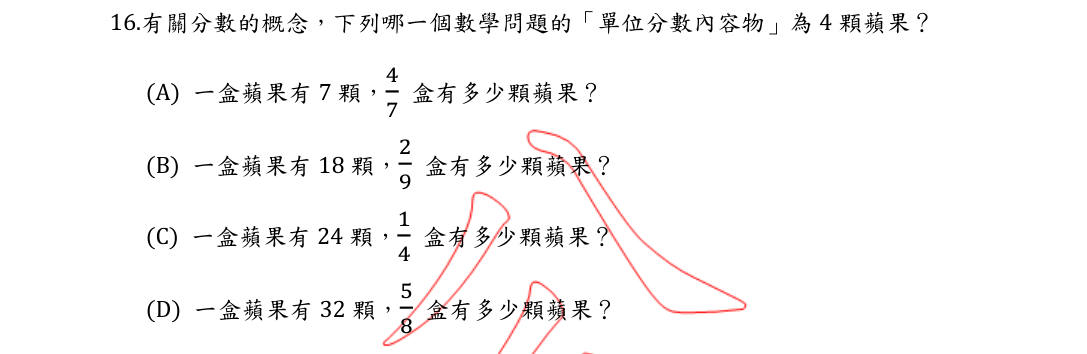 16.有關分數的概念，下列哪一個數學問題的「單位分數內容物」為 4 顆蘋果？
(A) 一盒蘋果有 7 顆，4/7 盒有多少顆蘋果？
(B) 一盒蘋果有 18 顆，2/9 盒有多少顆蘋果？
(C) 一盒蘋果有 24 顆，1/4 盒有多少顆蘋果？
(D) 一盒蘋果有 32 顆，5/8 盒有多少顆蘋果？